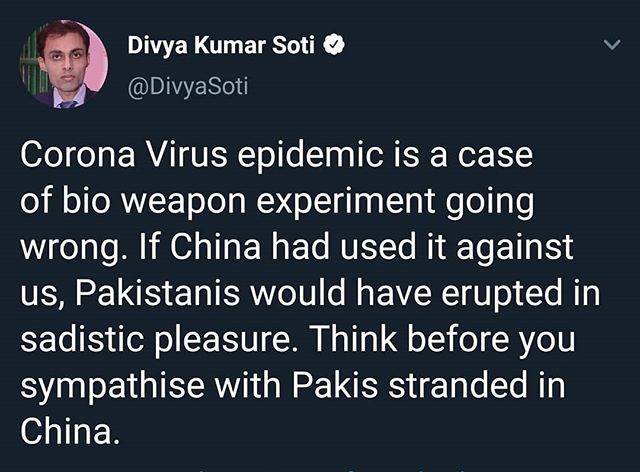 Divya Kumar Soti
@DivyaSoti
Corona Virus epidemic is a case
of bio weapon experiment going
wrong. If China had used it against
us, Pakistanis would have erupted in
sadistic pleasure. Think before you
sympathise with Pakis stranded in
China.